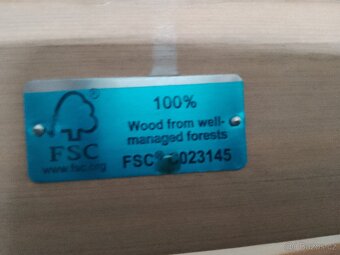 100%
Wood from well-
managed forests
FSC
www.fsc.org
FSC® 023145